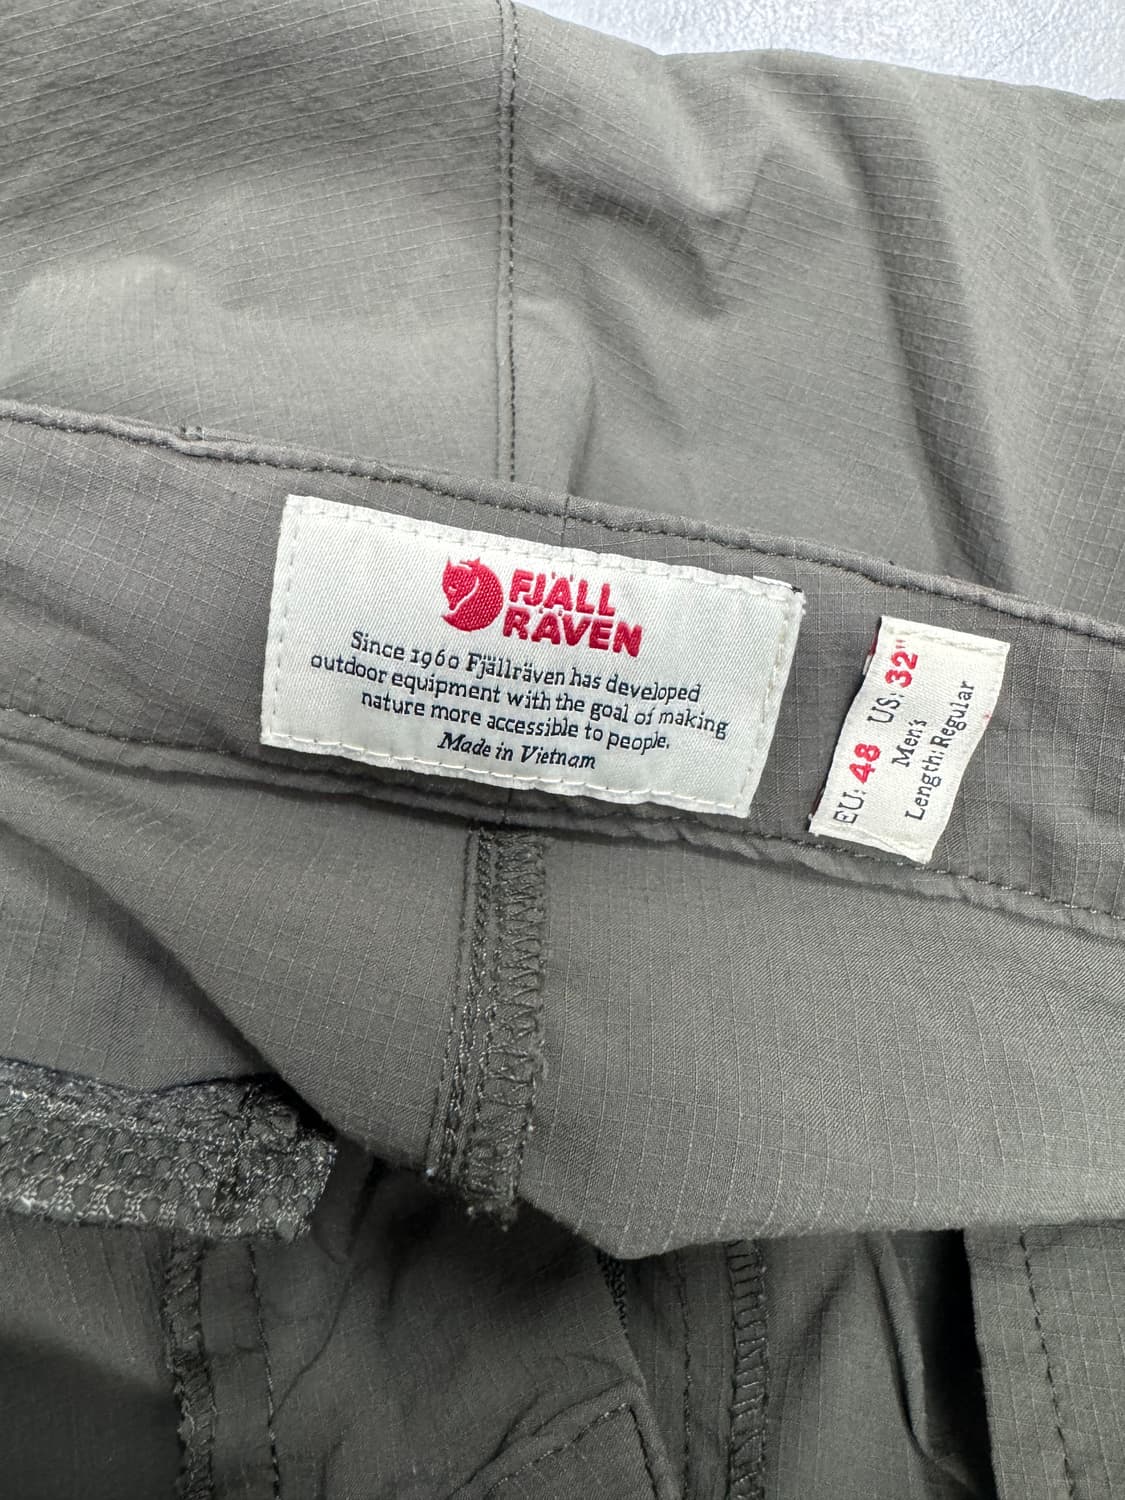 FJÄLL
RÄVEN
Since 1960 Fjällräven has developed
outdoor equipment with the goal of making
nature more accessible to people.
Made in Vietnam
EU: 48 US: 32"
Men's
Length: Regular